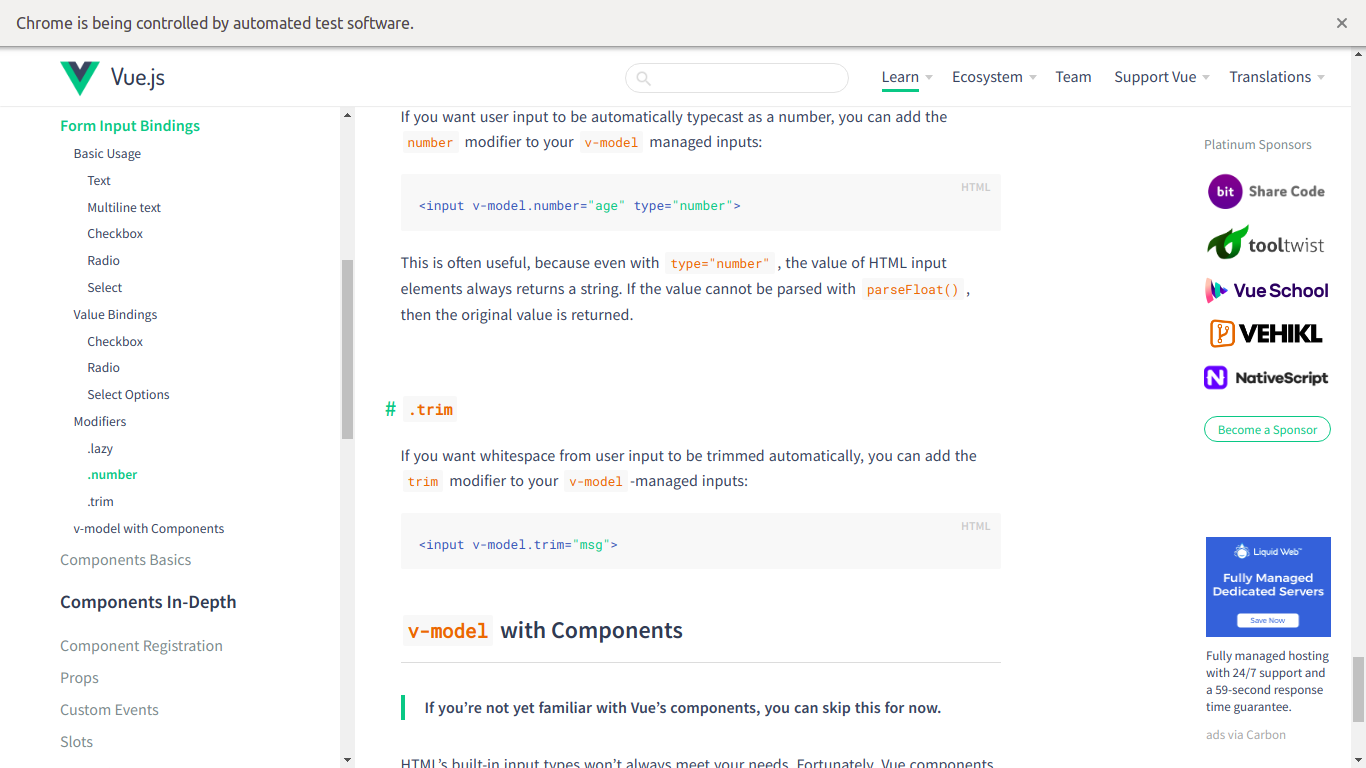 Chrome is being controlled by automated test software.
Vue.js
Learn
Ecosystem
Team
Support Vue
Translations
Form Input Bindings
Basic Usage
Text
Multiline text
Checkbox
Radio
Select
Value Bindings
Checkbox
Radio
Select Options
Modifiers
.lazy
.number
.trim
v-model with Components
Components Basics
Components In-Depth
Component Registration
Props
Custom Events
Slots
If you want user input to be automatically typecast as a number, you can add the
number modifier to your v-model managed inputs:
HTML
<input v-model.number="age" type="number">
This is often useful, because even with type="number" , the value of HTML input
elements always returns a string. If the value cannot be parsed with parseFloat() ,
then the original value is returned.
# .trim
If you want whitespace from user input to be trimmed automatically, you can add the
trim modifier to your v-model -managed inputs:
HTML
<input v-model.trim="msg">
v-model with Components
If you’re not yet familiar with Vue’s components, you can skip this for now.
HTML’s built-in input types won’t always meet your needs. Fortunately, Vue components
Platinum Sponsors
bit Share Code
tooltwist
Vue School
VEHIKL
N NativeScript
Become a Sponsor
Liquid Web™
Fully Managed
Dedicated Servers
Save Now
Fully managed hosting
with 24/7 support and
a 59-second response
time guarantee.
ads via Carbon